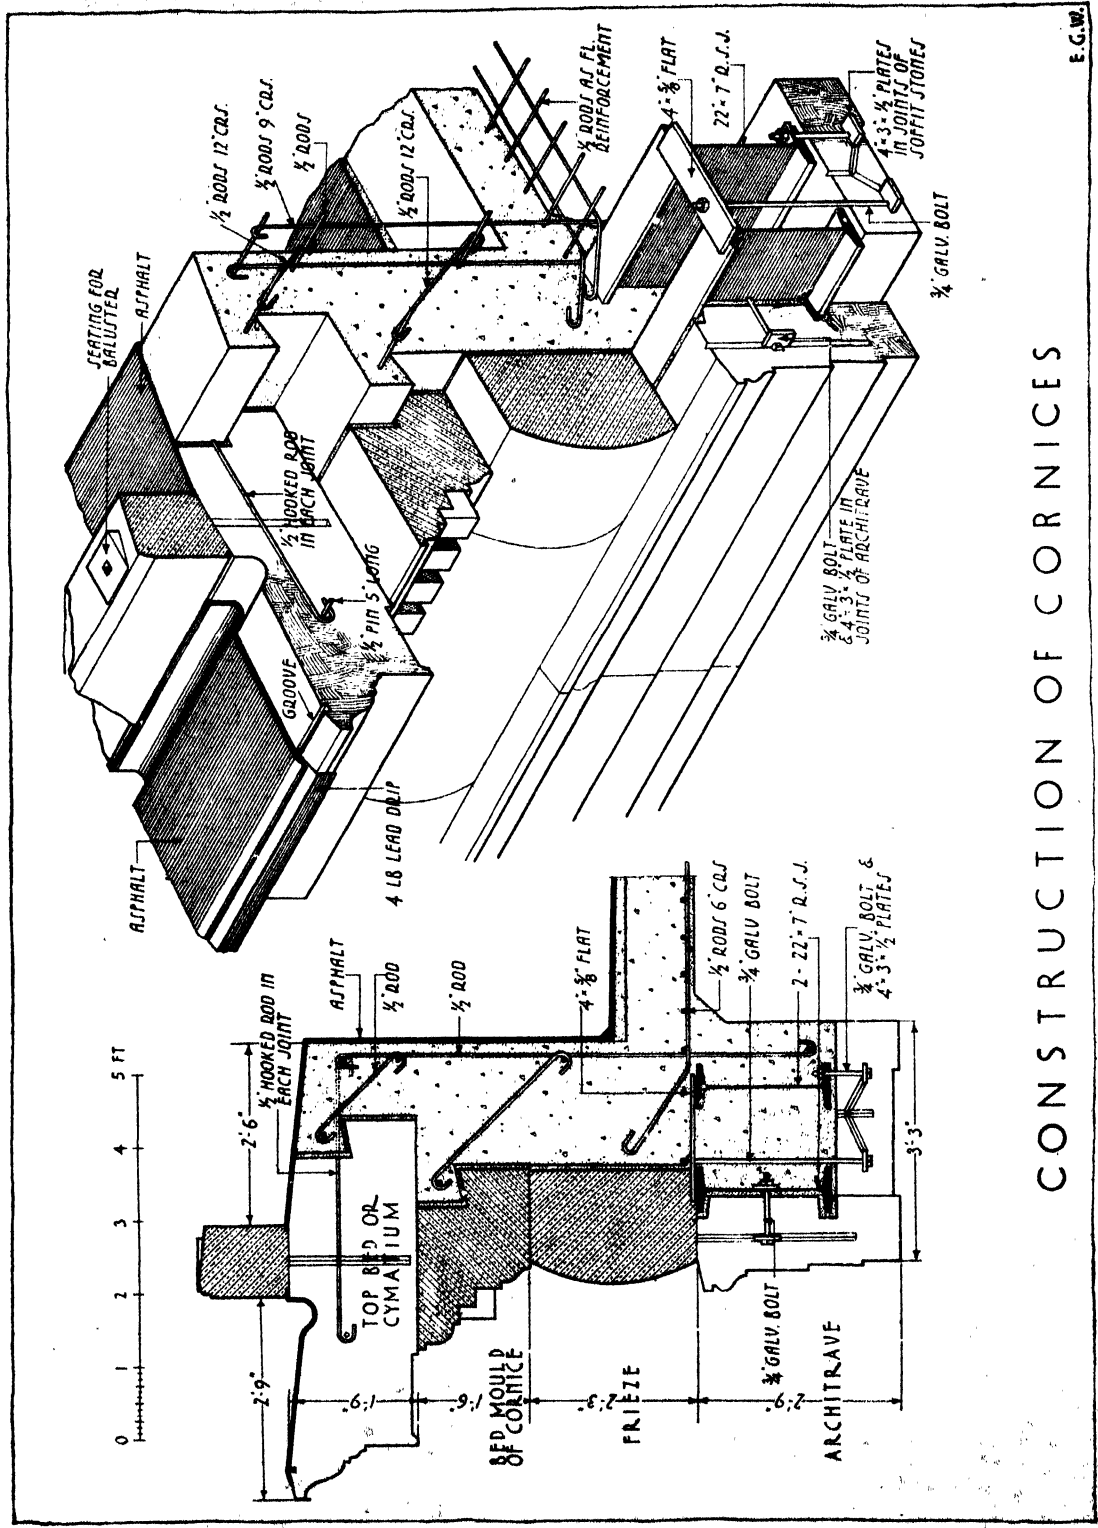 CONSTRUCTION OF CORNICES
E.G.W.
SEATING FOR
BALUSTER
ASPHALT
½" RODS 12" CRS.
½" RODS 9" CRS.
½" RODS
½" RODS 12" CRS.
½" RODS AS FL.
REINFORCEMENT
4" × ⅝" FLAT
22" × 7" R.S.J.
4" × 3" × ½" PLATES
IN JOINTS OF
SOFFIT STONES
¾" GALV. BOLT
½" HOOKED ROD
IN EACH JOINT
½" PIN 5" LONG
GROOVE
¾" GALV BOLT
& 4" × 3" × ½" PLATE IN
JOINTS OF ARCHITRAVE
ASPHALT
4 LB LEAD DRIP
0 1 2 3 4 5 FT
½" HOOKED ROD IN
EACH JOINT
ASPHALT
½" ROD
½" ROD
4" × ⅝" FLAT
½" RODS 6" CRS
¾" GALV BOLT
2 - 22" × 7" R.S.J.
¾" GALV. BOLT &
4" × 3" × ½" PLATES
2'-6"
2'-9"
TOP BED OR
CYMATIUM
1'-9"
1'-6"
2'-3"
2'-9"
3'-3"
BED MOULD
OF CORNICE
FRIEZE
ARCHITRAVE
¾" GALV. BOLT